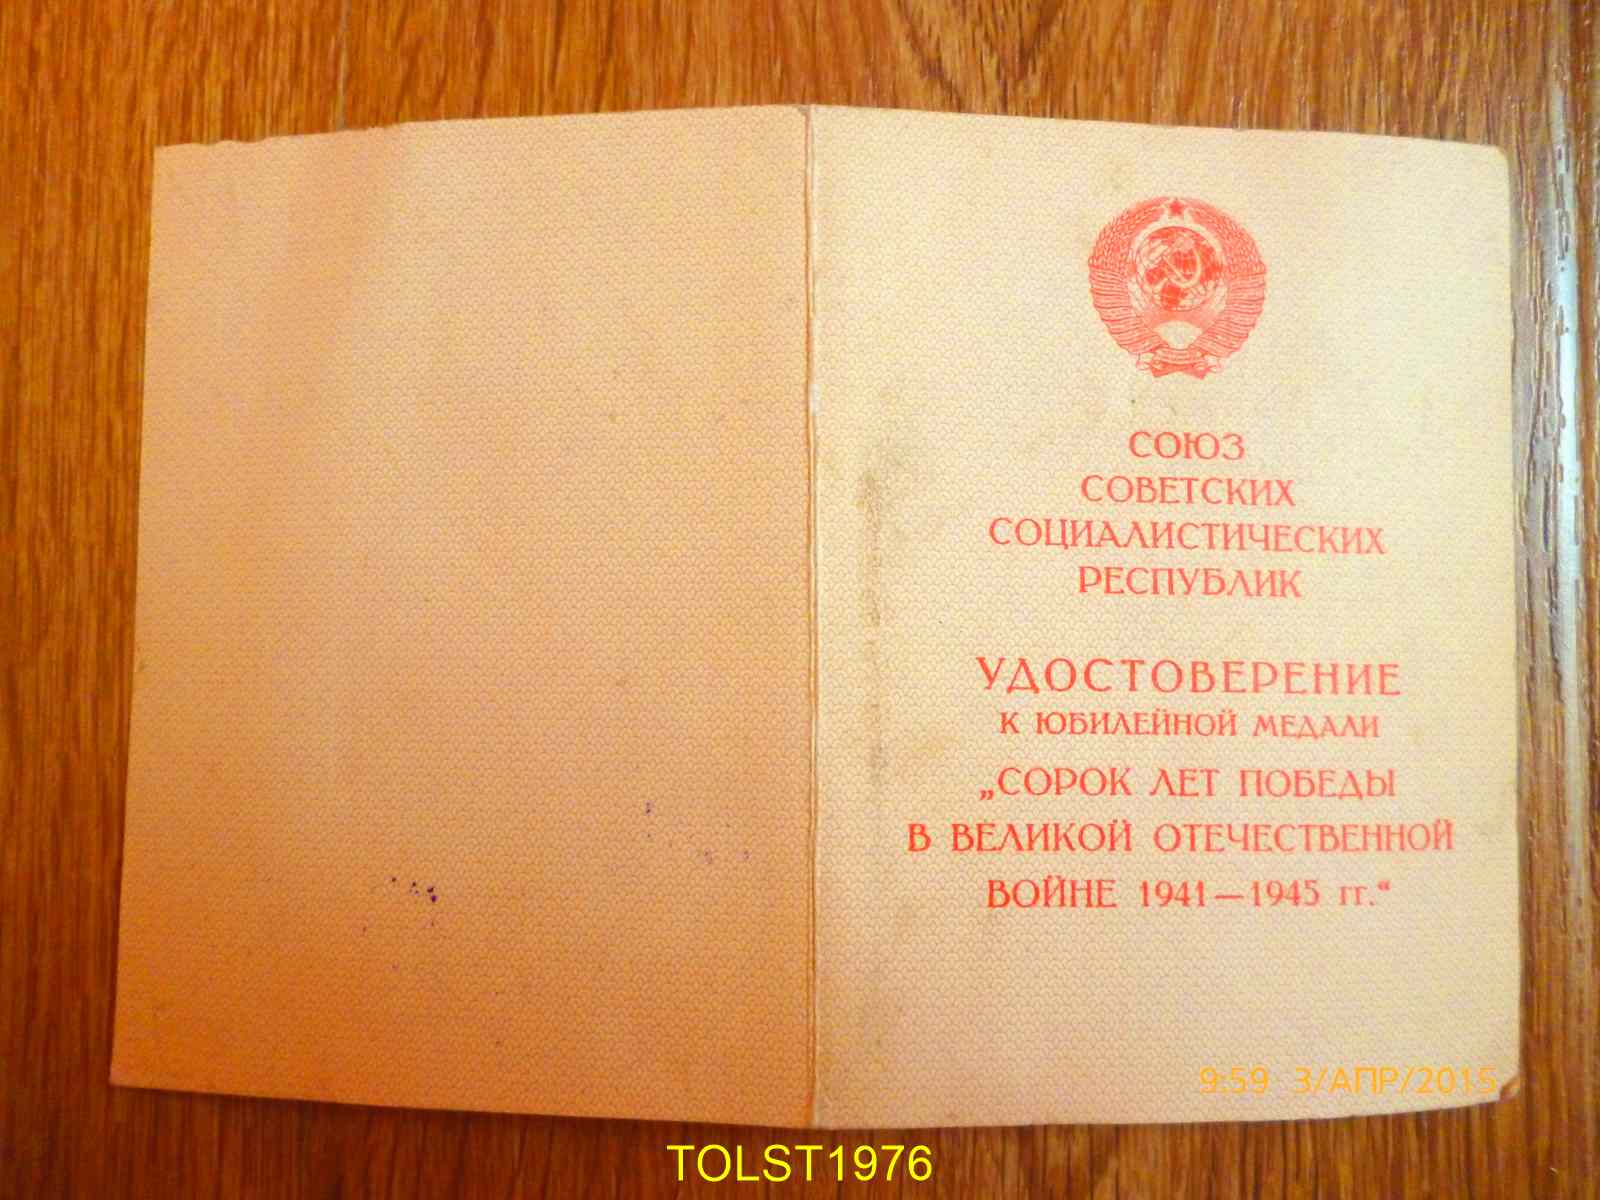 СОЮЗ
СОВЕТСКИХ
СОЦИАЛИСТИЧЕСКИХ
РЕСПУБЛИК
УДОСТОВЕРЕНИЕ
К ЮБИЛЕЙНОЙ МЕДАЛИ
„СОРОК ЛЕТ ПОБЕДЫ
В ВЕЛИКОЙ ОТЕЧЕСТВЕННОЙ
ВОЙНЕ 1941—1945 гг.“
9:59 3/АПР/2015
TOLST1976